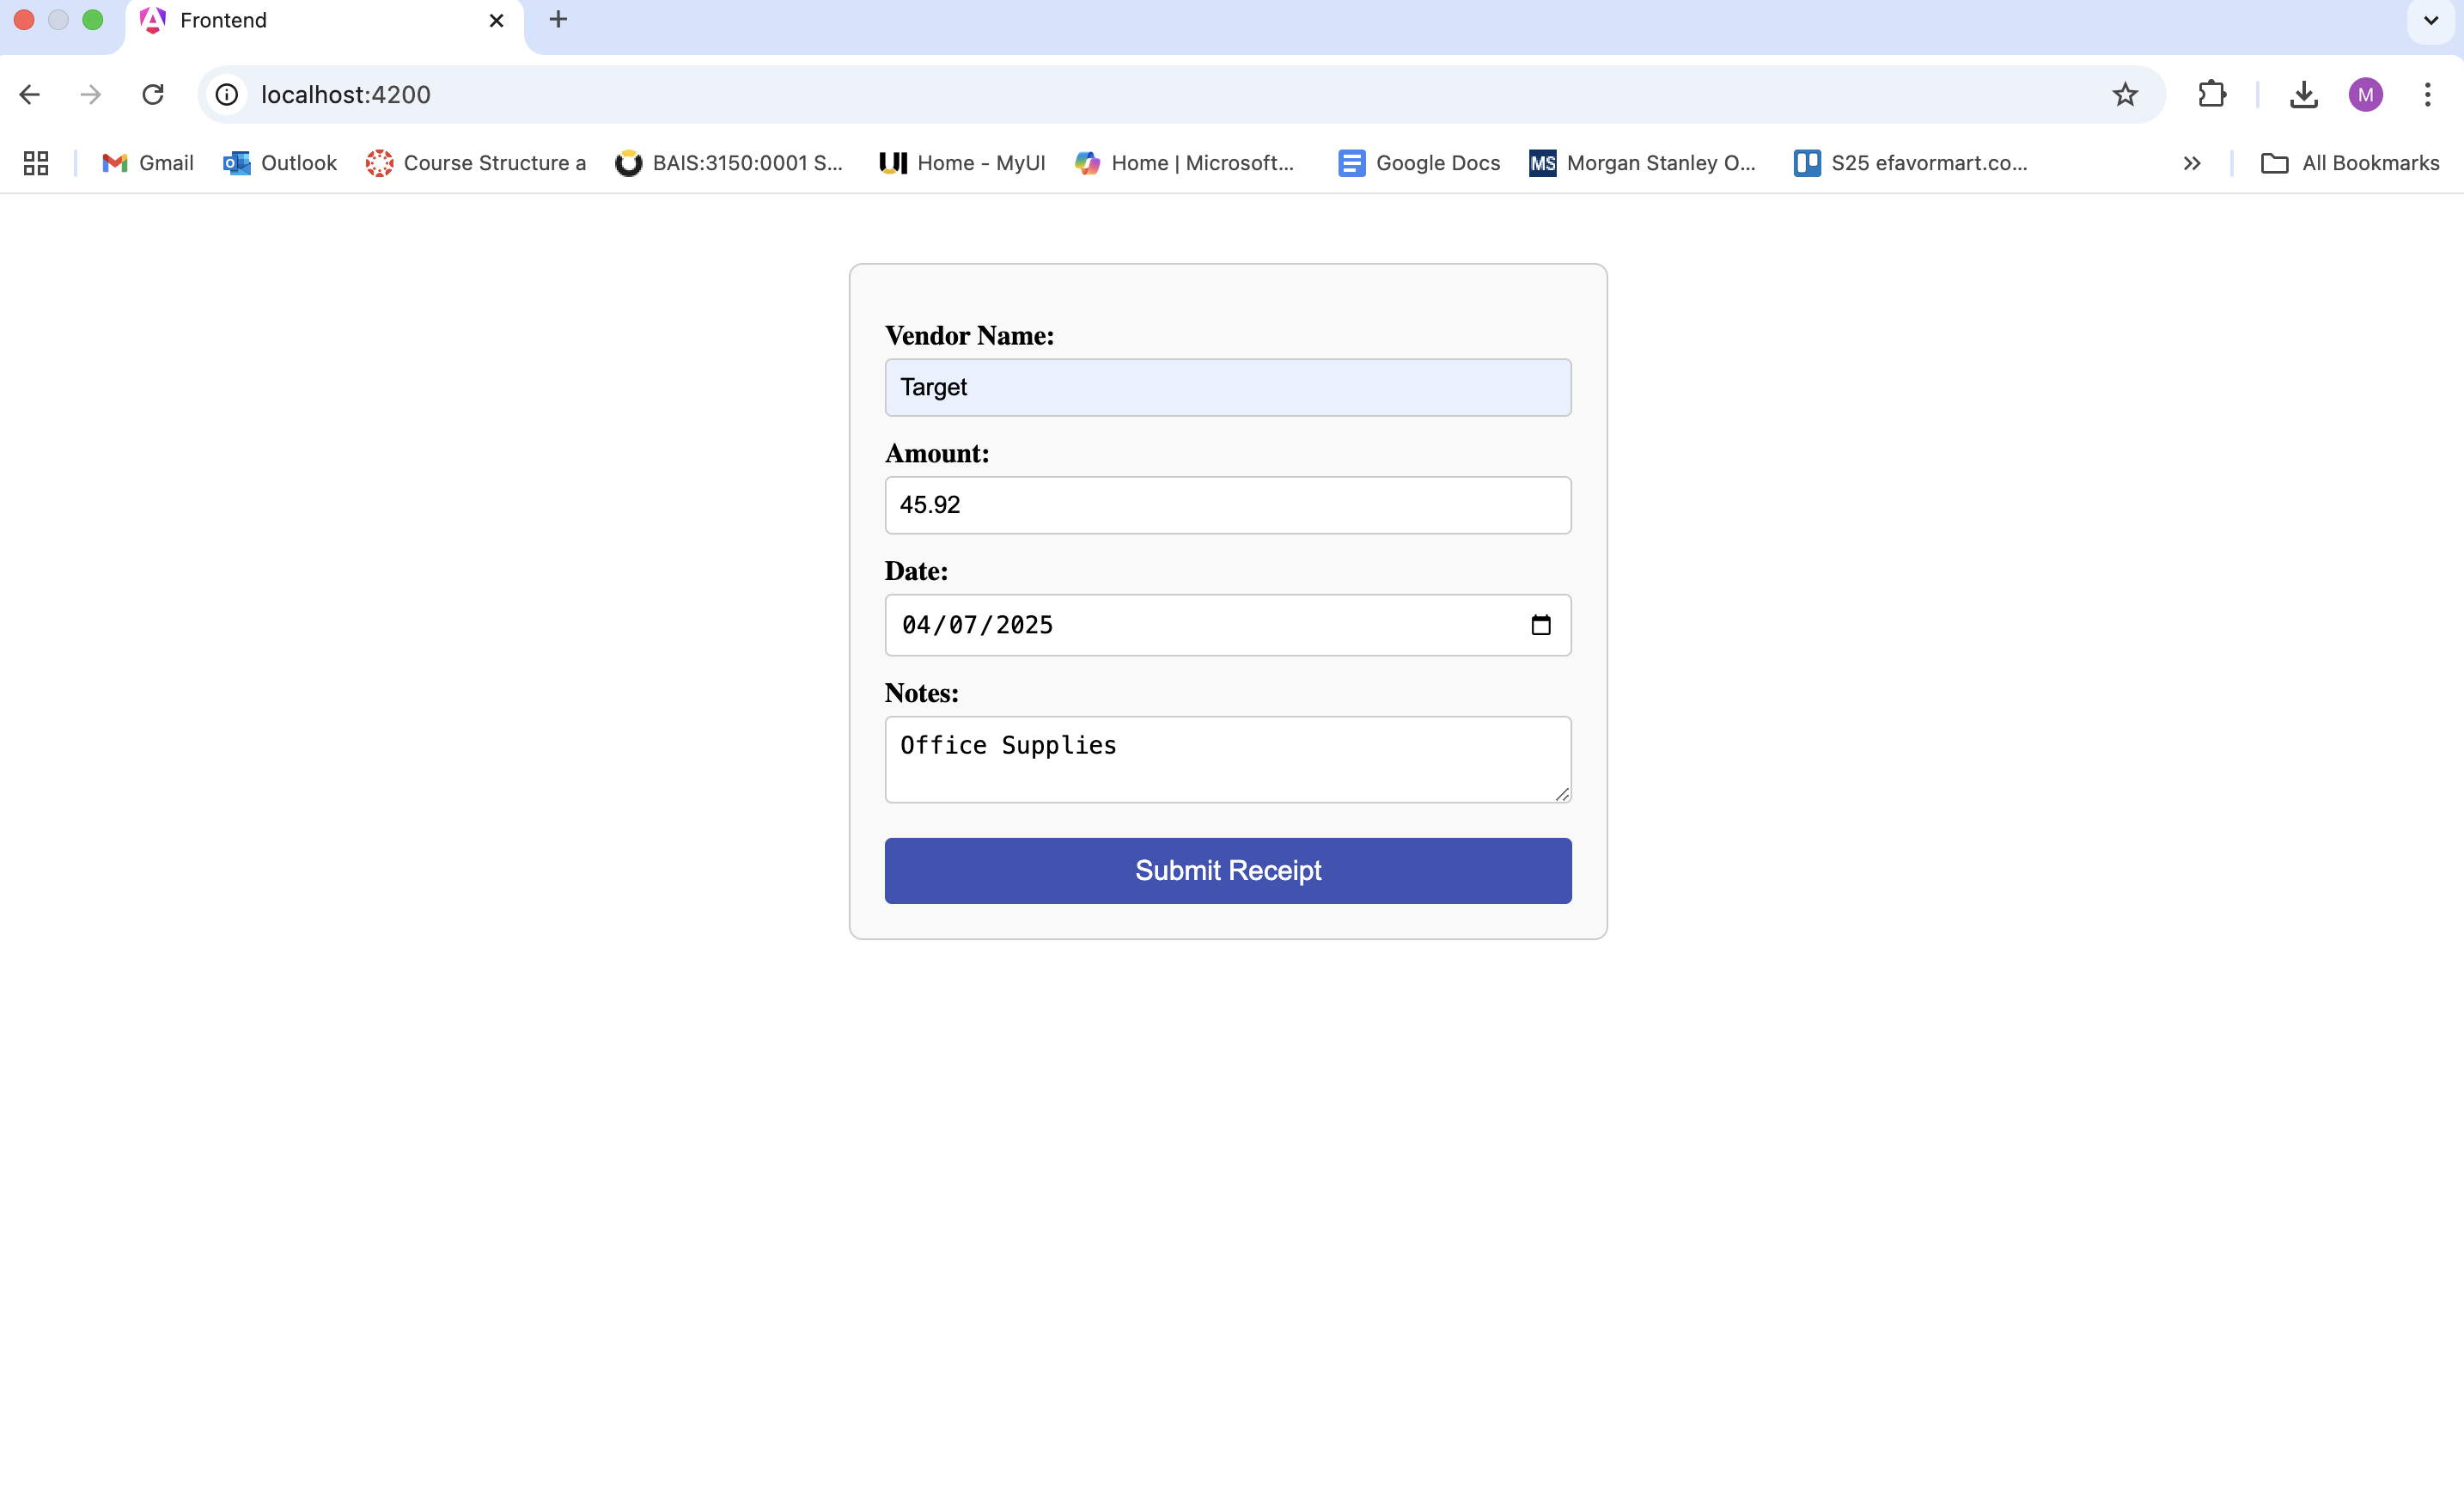 Frontend
localhost:4200
M
Gmail
Outlook
Course Structure a
BAIS:3150:0001 S...
Home - MyUI
Home | Microsoft...
Google Docs
MS Morgan Stanley O...
S25 efavormart.co...
All Bookmarks
Vendor Name:
Target
Amount:
45.92
Date:
04/07/2025
Notes:
Office Supplies
Submit Receipt